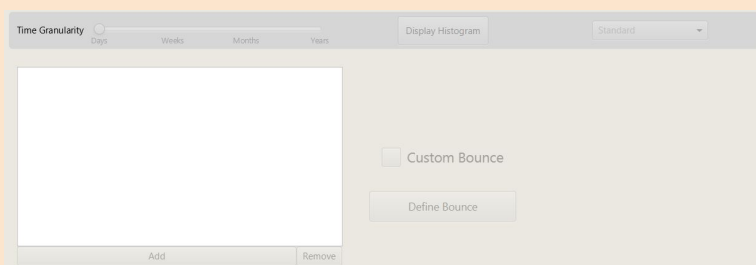 Time Granularity
Days Weeks Months Years
Display Histogram
Standard
Custom Bounce
Define Bounce
Add Remove